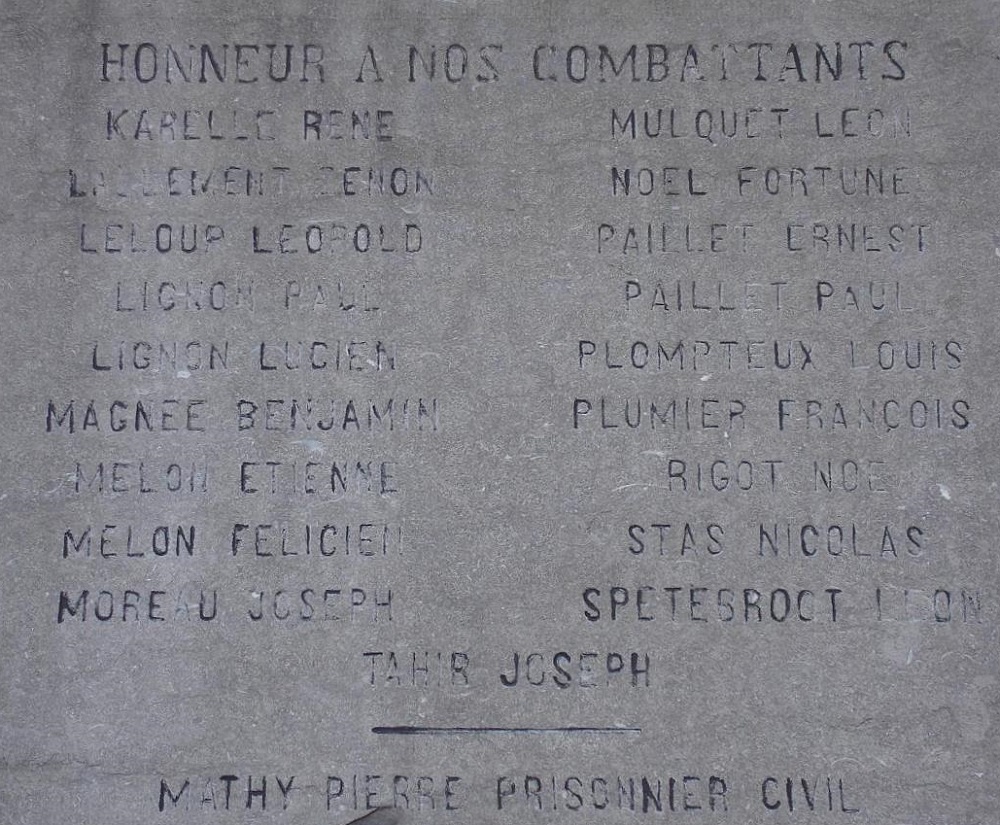 HONNEUR A NOS COMBATTANTS
KARELLE RENE
LALLEMENT ZENON
LELOUP LEOPOLD
LIGNON PAUL
LIGNON LUCIEN
MAGNEE BENJAMIN
MELON ETIENNE
MELON FELICIEN
MOREAU JOSEPH
MULQUET LEON
NOEL FORTUNE
PAILLET ERNEST
PAILLET PAUL
PLOMPTEUX LOUIS
PLUMIER FRANÇOIS
RIGOT NOE
STAS NICOLAS
LEON
TAHIR JOSEPH
MATHY PIERRE PRISONNIER CIVIL